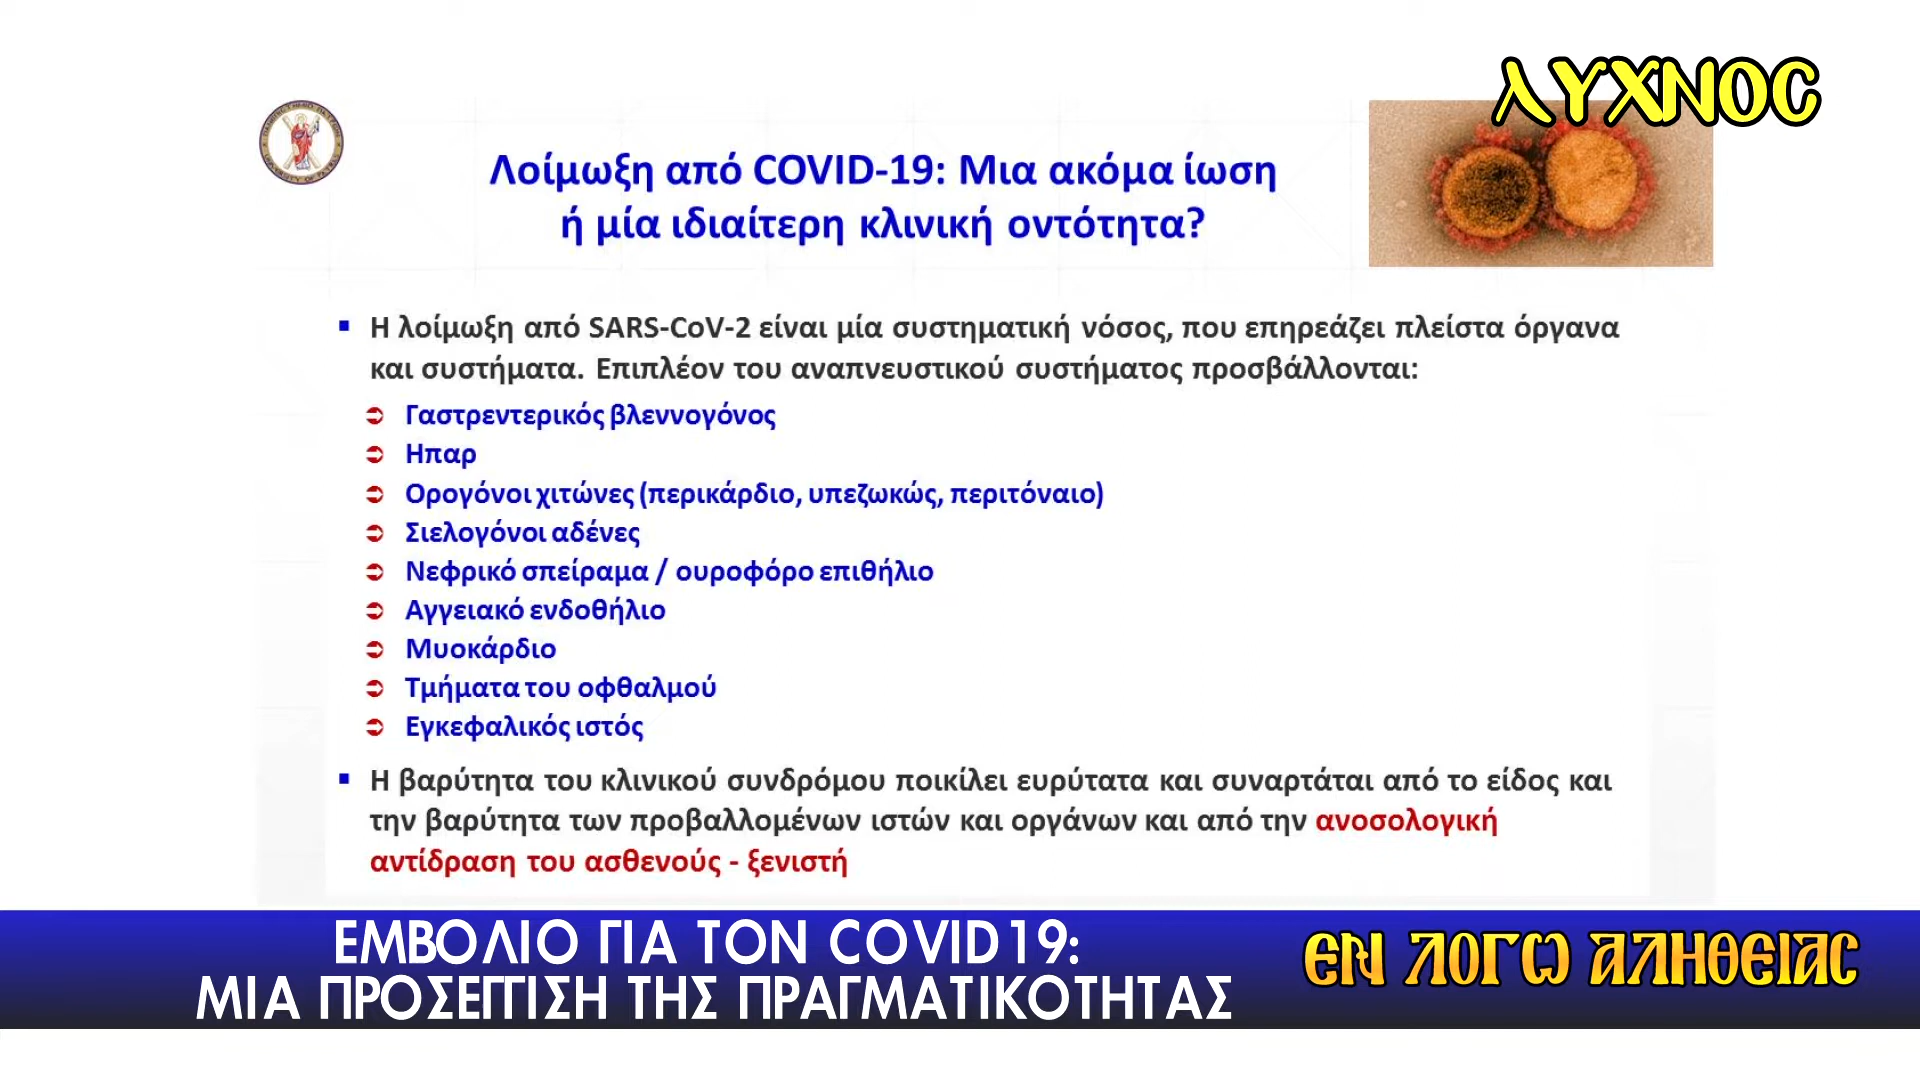 ΛΥΧΝΟC
Λοίμωξη από COVID-19: Μια ακόμα ίωση
ή μία ιδιαίτερη κλινική οντότητα?
Η λοίμωξη από SARS-CoV-2 είναι μία συστηματική νόσος, που επηρεάζει πλείστα όργανα
και συστήματα. Επιπλέον του αναπνευστικού συστήματος προσβάλλονται:
Γαστρεντερικός βλεννογόνος
Ηπαρ
Ορογόνοι χιτώνες (περικάρδιο, υπεζωκώς, περιτόναιο)
Σιελογόνοι αδένες
Νεφρικό σπείραμα / ουροφόρο επιθήλιο
Αγγειακό ενδοθήλιο
Μυοκάρδιο
Τμήματα του οφθαλμού
Εγκεφαλικός ιστός
Η βαρύτητα του κλινικού συνδρόμου ποικίλει ευρύτατα και συναρτάται από το είδος και
την βαρύτητα των προβαλλομένων ιστών και οργάνων και από την ανοσολογική
αντίδραση του ασθενούς - ξενιστή
ΕΜΒΟΛΙΟ ΓΙΑ ΤΟΝ COVID19:
ΜΙΑ ΠΡΟΣΕΓΓΙΣΗ ΤΗΣ ΠΡΑΓΜΑΤΙΚΟΤΗΤΑΣ
ΕΝ ΛΟΓΩ ΑΛΗΘΕΙΑC